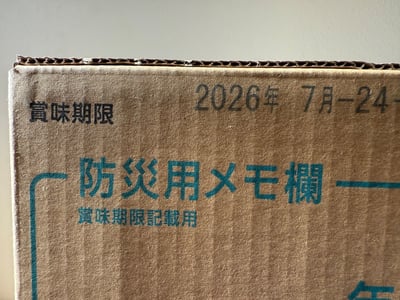 賞味期限 2026年 7月-24-
防災用メモ欄
賞味期限記載用
年